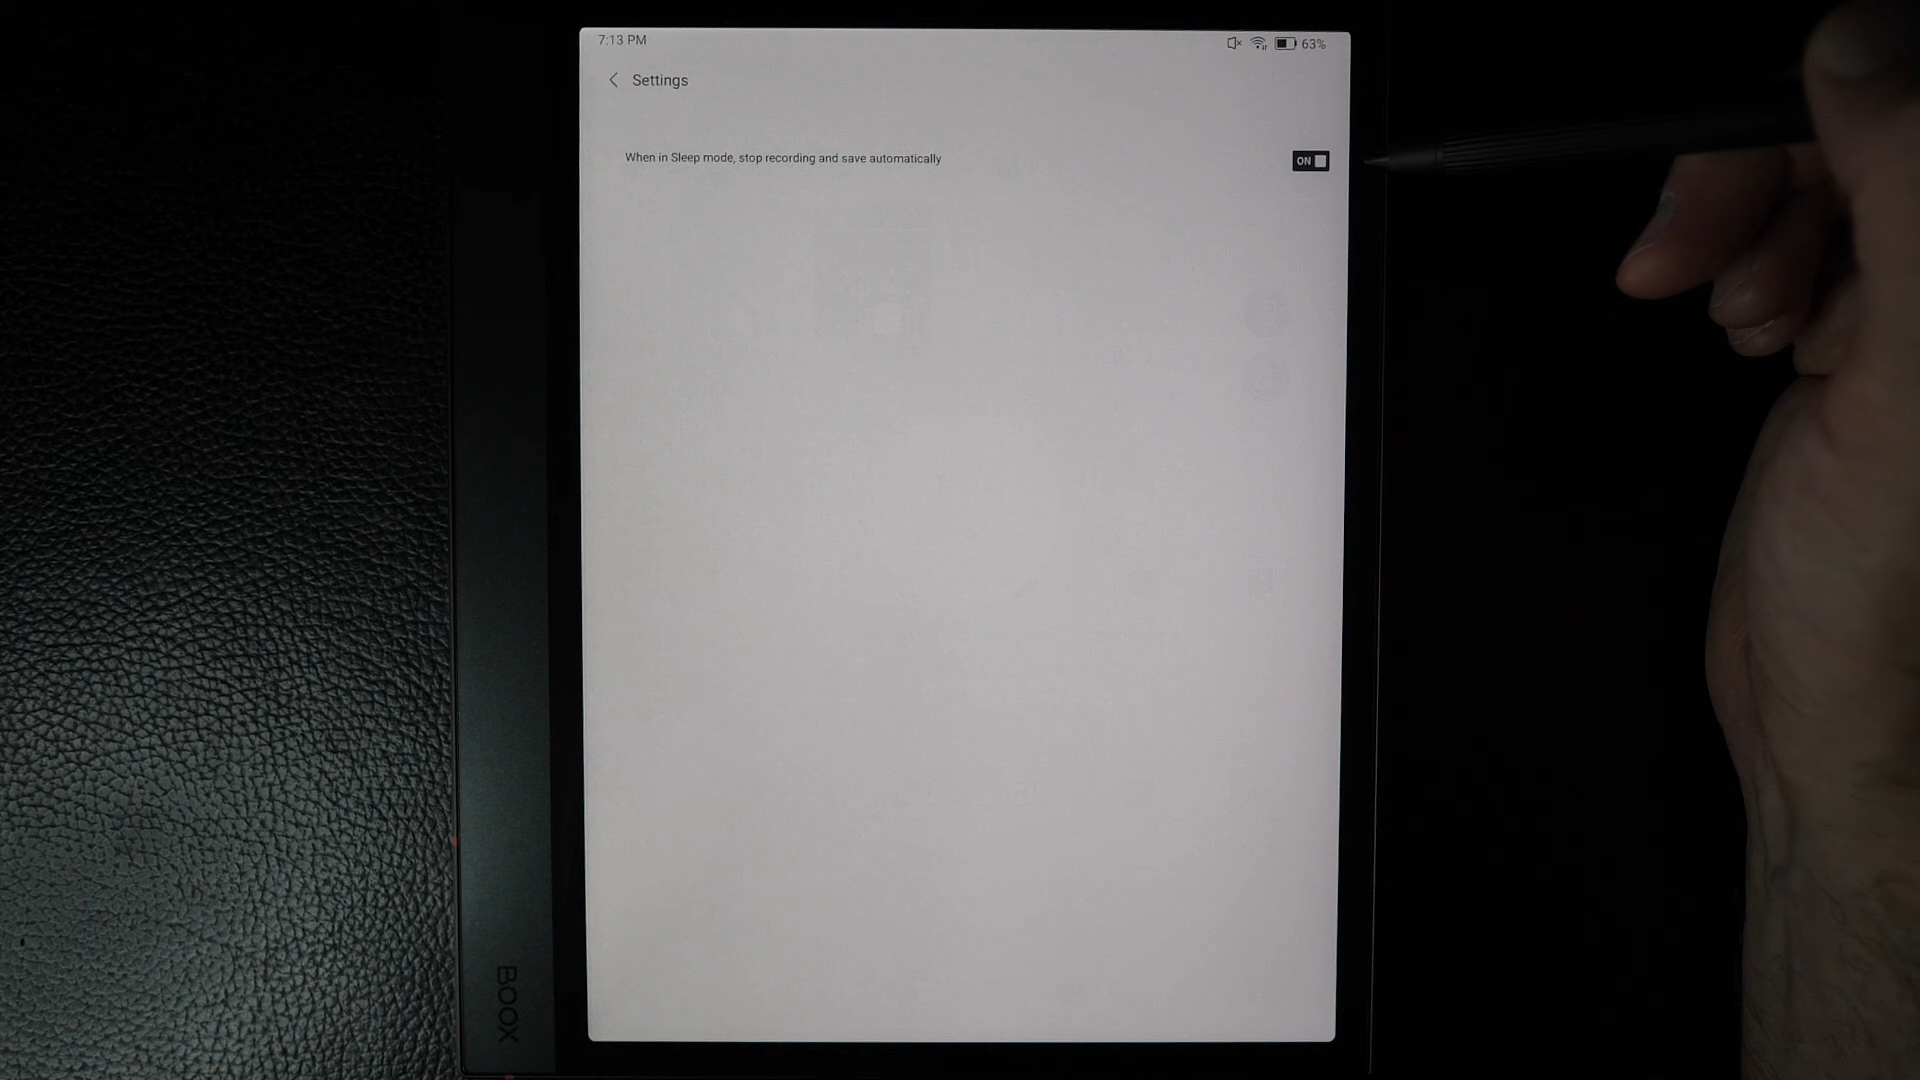 7:13 PM
63%
Settings
When in Sleep mode, stop recording and save automatically
ON
BOOX